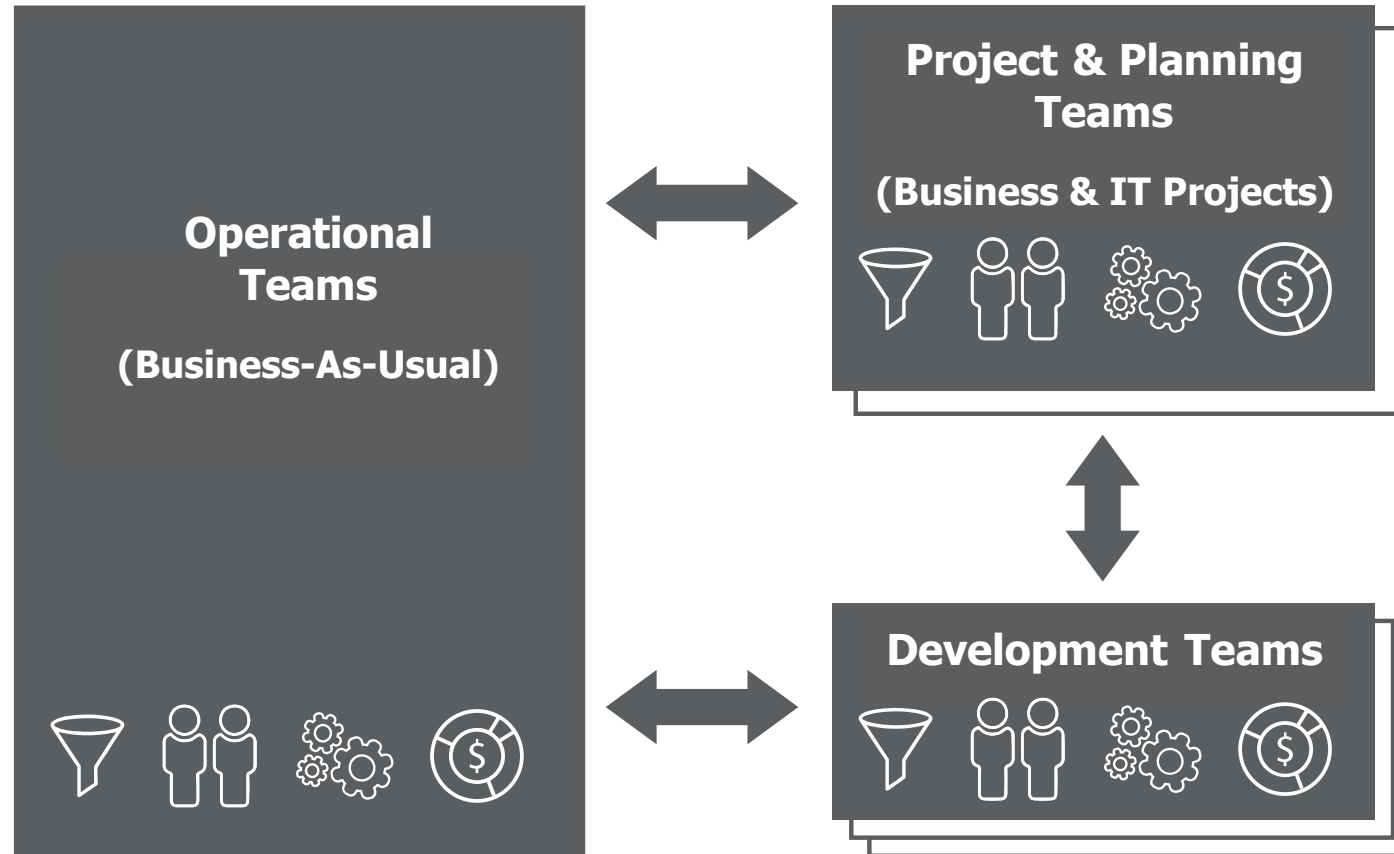 Operational
Teams
(Business-As-Usual)
$
Project & Planning
Teams
(Business & IT Projects)
$
Development Teams
$